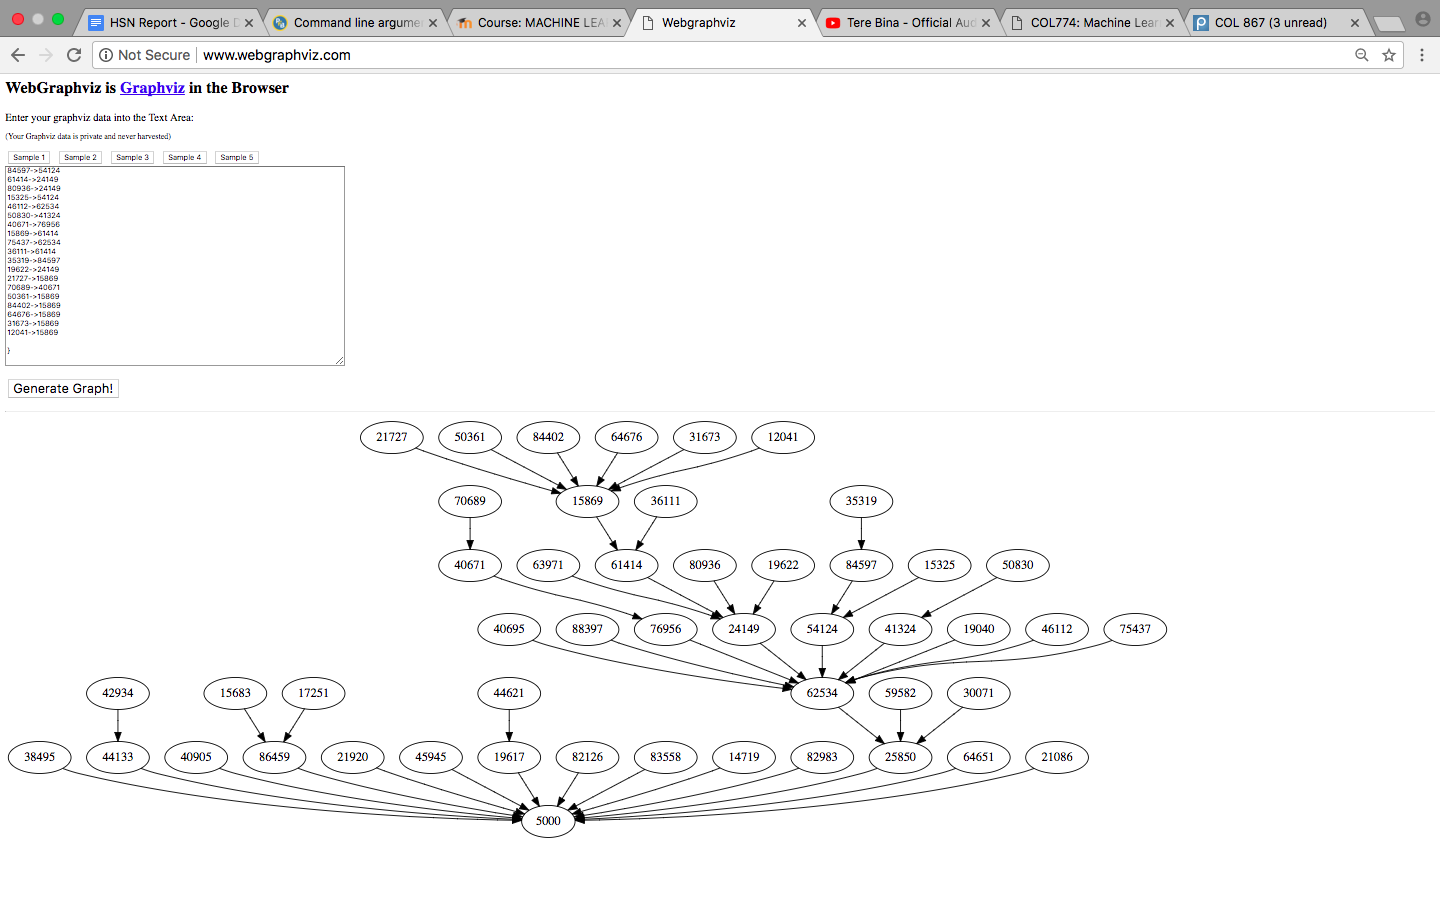 HSN Report - Google D
Command line argume
Course: MACHINE LEA
Webgraphviz
Tere Bina - Official Aud
COL774: Machine Lear
COL 867 (3 unread)
Not Secure
www.webgraphviz.com
WebGraphviz is Graphviz in the Browser
Enter your graphviz data into the Text Area:
(Your Graphviz data is private and never harvested)
Sample 1 Sample 2 Sample 3 Sample 4 Sample 5
84597->54124
61414->24149
80936->24149
15325->54124
46112->62534
50830->41324
40671->76956
15869->61414
75437->62534
36111->61414
35319->84597
19622->24149
21727->15869
70689->40671
50361->15869
84402->15869
64676->15869
31673->15869
12041->15869
}
Generate Graph!
21727 50361 84402 64676 31673 12041
70689 15869 36111 35319
40671 63971 61414 80936 19622 84597 15325 50830
40695 88397 76956 24149 54124 41324 19040 46112 75437
42934 15683 17251 44621 62534 59582 30071
38495 44133 40905 86459 21920 45945 19617 82126 83558 14719 82983 25850 64651 21086
5000